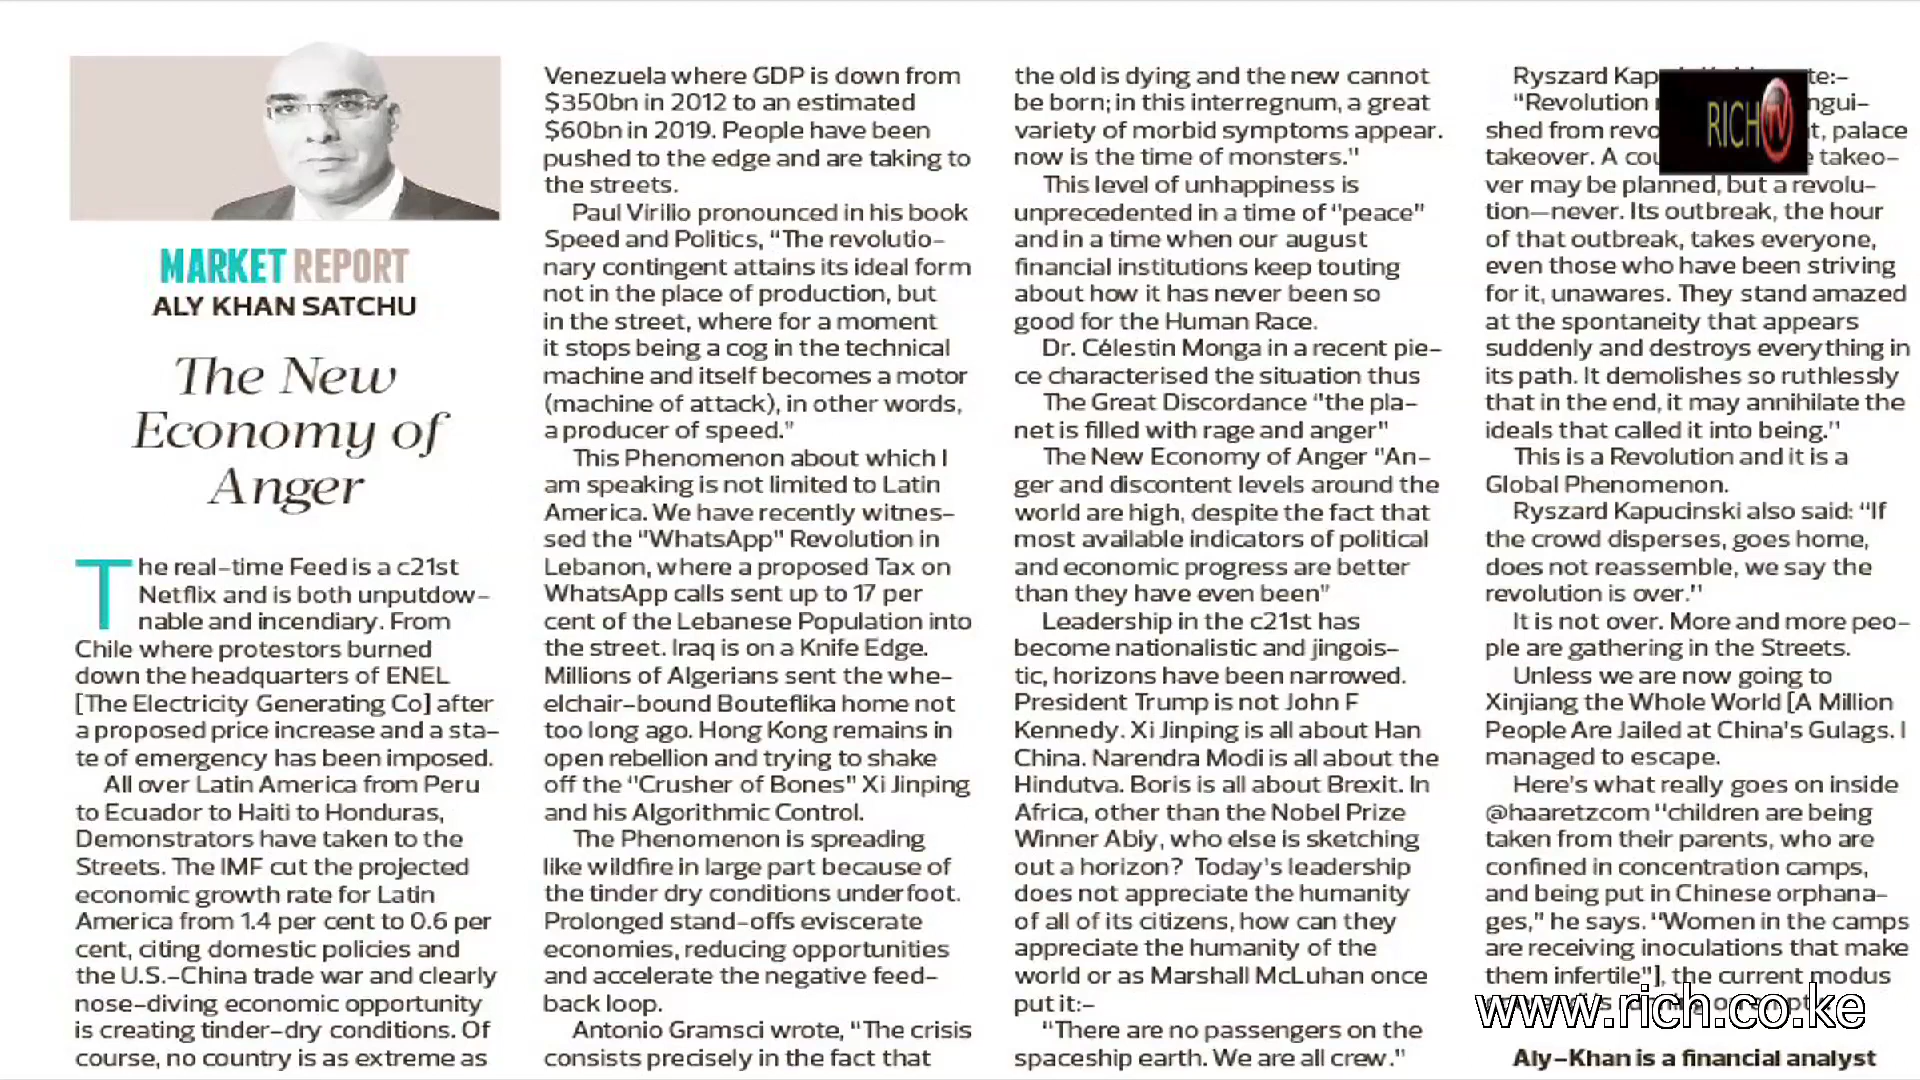 MARKET REPORT
ALY KHAN SATCHU
The New
Economy of
Anger
The real-time Feed is a c21st
Netflix and is both unputdow-
nable and incendiary. From
Chile where protestors burned
down the headquarters of ENEL
[The Electricity Generating Co] after
a proposed price increase and a sta-
te of emergency has been imposed.
All over Latin America from Peru
to Ecuador to Haiti to Honduras,
Demonstrators have taken to the
Streets. The IMF cut the projected
economic growth rate for Latin
America from 1.4 per cent to 0.6 per
cent, citing domestic policies and
the U.S.-China trade war and clearly
nose-diving economic opportunity
is creating tinder-dry conditions. Of
course, no country is as extreme as
Venezuela where GDP is down from
$350bn in 2012 to an estimated
$60bn in 2019. People have been
pushed to the edge and are taking to
the streets.
Paul Virilio pronounced in his book
Speed and Politics, “The revolutio-
nary contingent attains its ideal form
not in the place of production, but
in the street, where for a moment
it stops being a cog in the technical
machine and itself becomes a motor
(machine of attack), in other words,
a producer of speed.”
This Phenomenon about which I
am speaking is not limited to Latin
America. We have recently witnes-
sed the “WhatsApp” Revolution in
Lebanon, where a proposed Tax on
WhatsApp calls sent up to 17 per
cent of the Lebanese Population into
the street. Iraq is on a Knife Edge.
Millions of Algerians sent the whe-
elchair-bound Bouteflika home not
too long ago. Hong Kong remains in
open rebellion and trying to shake
off the “Crusher of Bones” Xi Jinping
and his Algorithmic Control.
The Phenomenon is spreading
like wildfire in large part because of
the tinder dry conditions underfoot.
Prolonged stand-offs eviscerate
economies, reducing opportunities
and accelerate the negative feed-
back loop.
Antonio Gramsci wrote, “The crisis
consists precisely in the fact that
the old is dying and the new cannot
be born; in this interregnum, a great
variety of morbid symptoms appear.
now is the time of monsters.”
This level of unhappiness is
unprecedented in a time of “peace”
and in a time when our august
financial institutions keep touting
about how it has never been so
good for the Human Race.
Dr. Célestin Monga in a recent pie-
ce characterised the situation thus
The Great Discordance “the pla-
net is filled with rage and anger”
The New Economy of Anger “An-
ger and discontent levels around the
world are high, despite the fact that
most available indicators of political
and economic progress are better
than they have even been”
Leadership in the c21st has
become nationalistic and jingois-
tic, horizons have been narrowed.
President Trump is not John F
Kennedy. Xi Jinping is all about Han
China. Narendra Modi is all about the
Hindutva. Boris is all about Brexit. In
Africa, other than the Nobel Prize
Winner Abiy, who else is sketching
out a horizon? Today's leadership
does not appreciate the humanity
of all of its citizens, how can they
appreciate the humanity of the
world or as Marshall McLuhan once
put it:-
“There are no passengers on the
spaceship earth. We are all crew.”
Ryszard
“Revolution
shed from t, palace
takeover. A takeo-
ver may be planned, but a revolu-
tion—never. Its outbreak, the hour
of that outbreak, takes everyone,
even those who have been striving
for it, unawares. They stand amazed
at the spontaneity that appears
suddenly and destroys everything in
its path. It demolishes so ruthlessly
that in the end, it may annihilate the
ideals that called it into being.”
This is a Revolution and it is a
Global Phenomenon.
Ryszard Kapucinski also said: “If
the crowd disperses, goes home,
does not reassemble, we say the
revolution is over.”
It is not over. More and more peo-
ple are gathering in the Streets.
Unless we are now going to
Xinjiang the Whole World [A Million
People Are Jailed at China's Gulags. I
managed to escape.
Here's what really goes on inside
@haaretzcom “children are being
taken from their parents, who are
confined in concentration camps,
and being put in Chinese orphana-
ges,” he says. “Women in the camps
are receiving inoculations that make
them infertile”], the current modus
Aly-Khan is a financial analyst
RICH TV
www.rich.co.ke